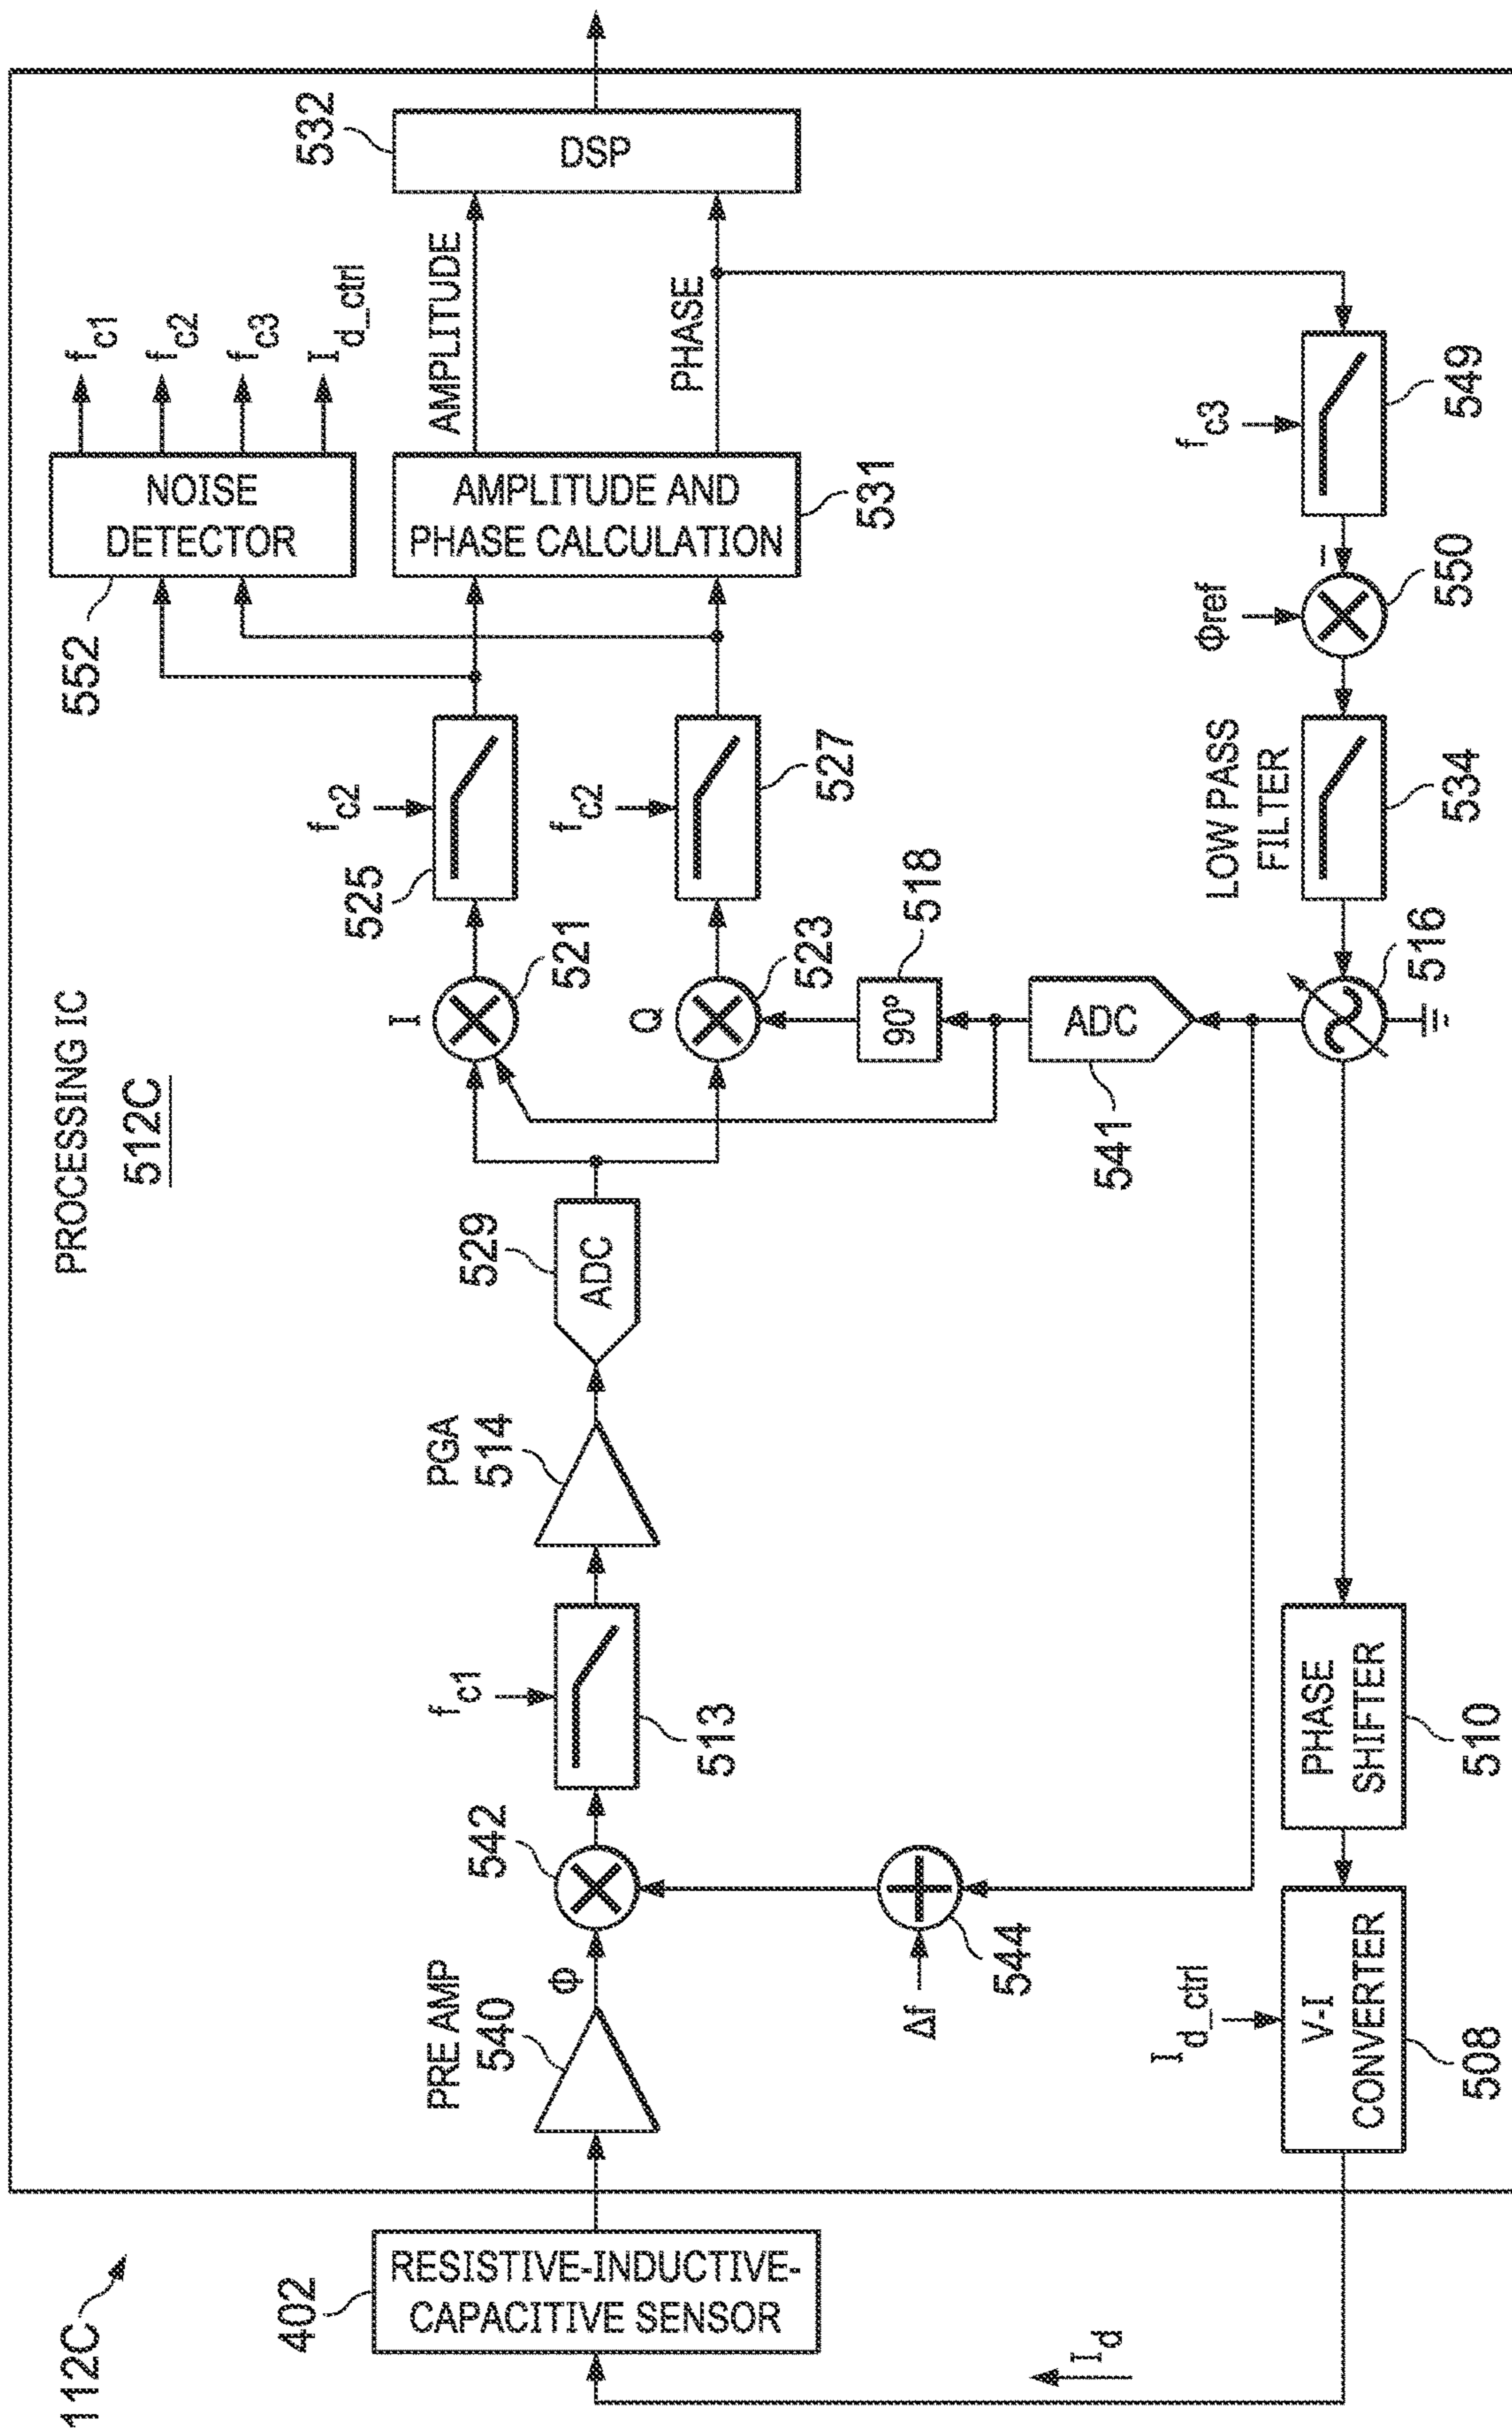 112C
PROCESSING IC
512C
402
RESISTIVE-INDUCTIVE-
CAPACITIVE SENSOR
I_d
PRE AMP
540
Φ
542
f_c1
513
PGA
514
529
ADC
Δf
544
I
521
Q
523
90º
518
ADC
541
f_c2
525
f_c2
527
552
NOISE
DETECTOR
f_c1
f_c2
f_c3
I_d_ctrl
AMPLITUDE AND
PHASE CALCULATION
531
AMPLITUDE
PHASE
532
DSP
f_c3
549
Φref
–
550
LOW PASS
FILTER
534
516
PHASE
SHIFTER
510
I_d_ctrl
V-I
CONVERTER
508